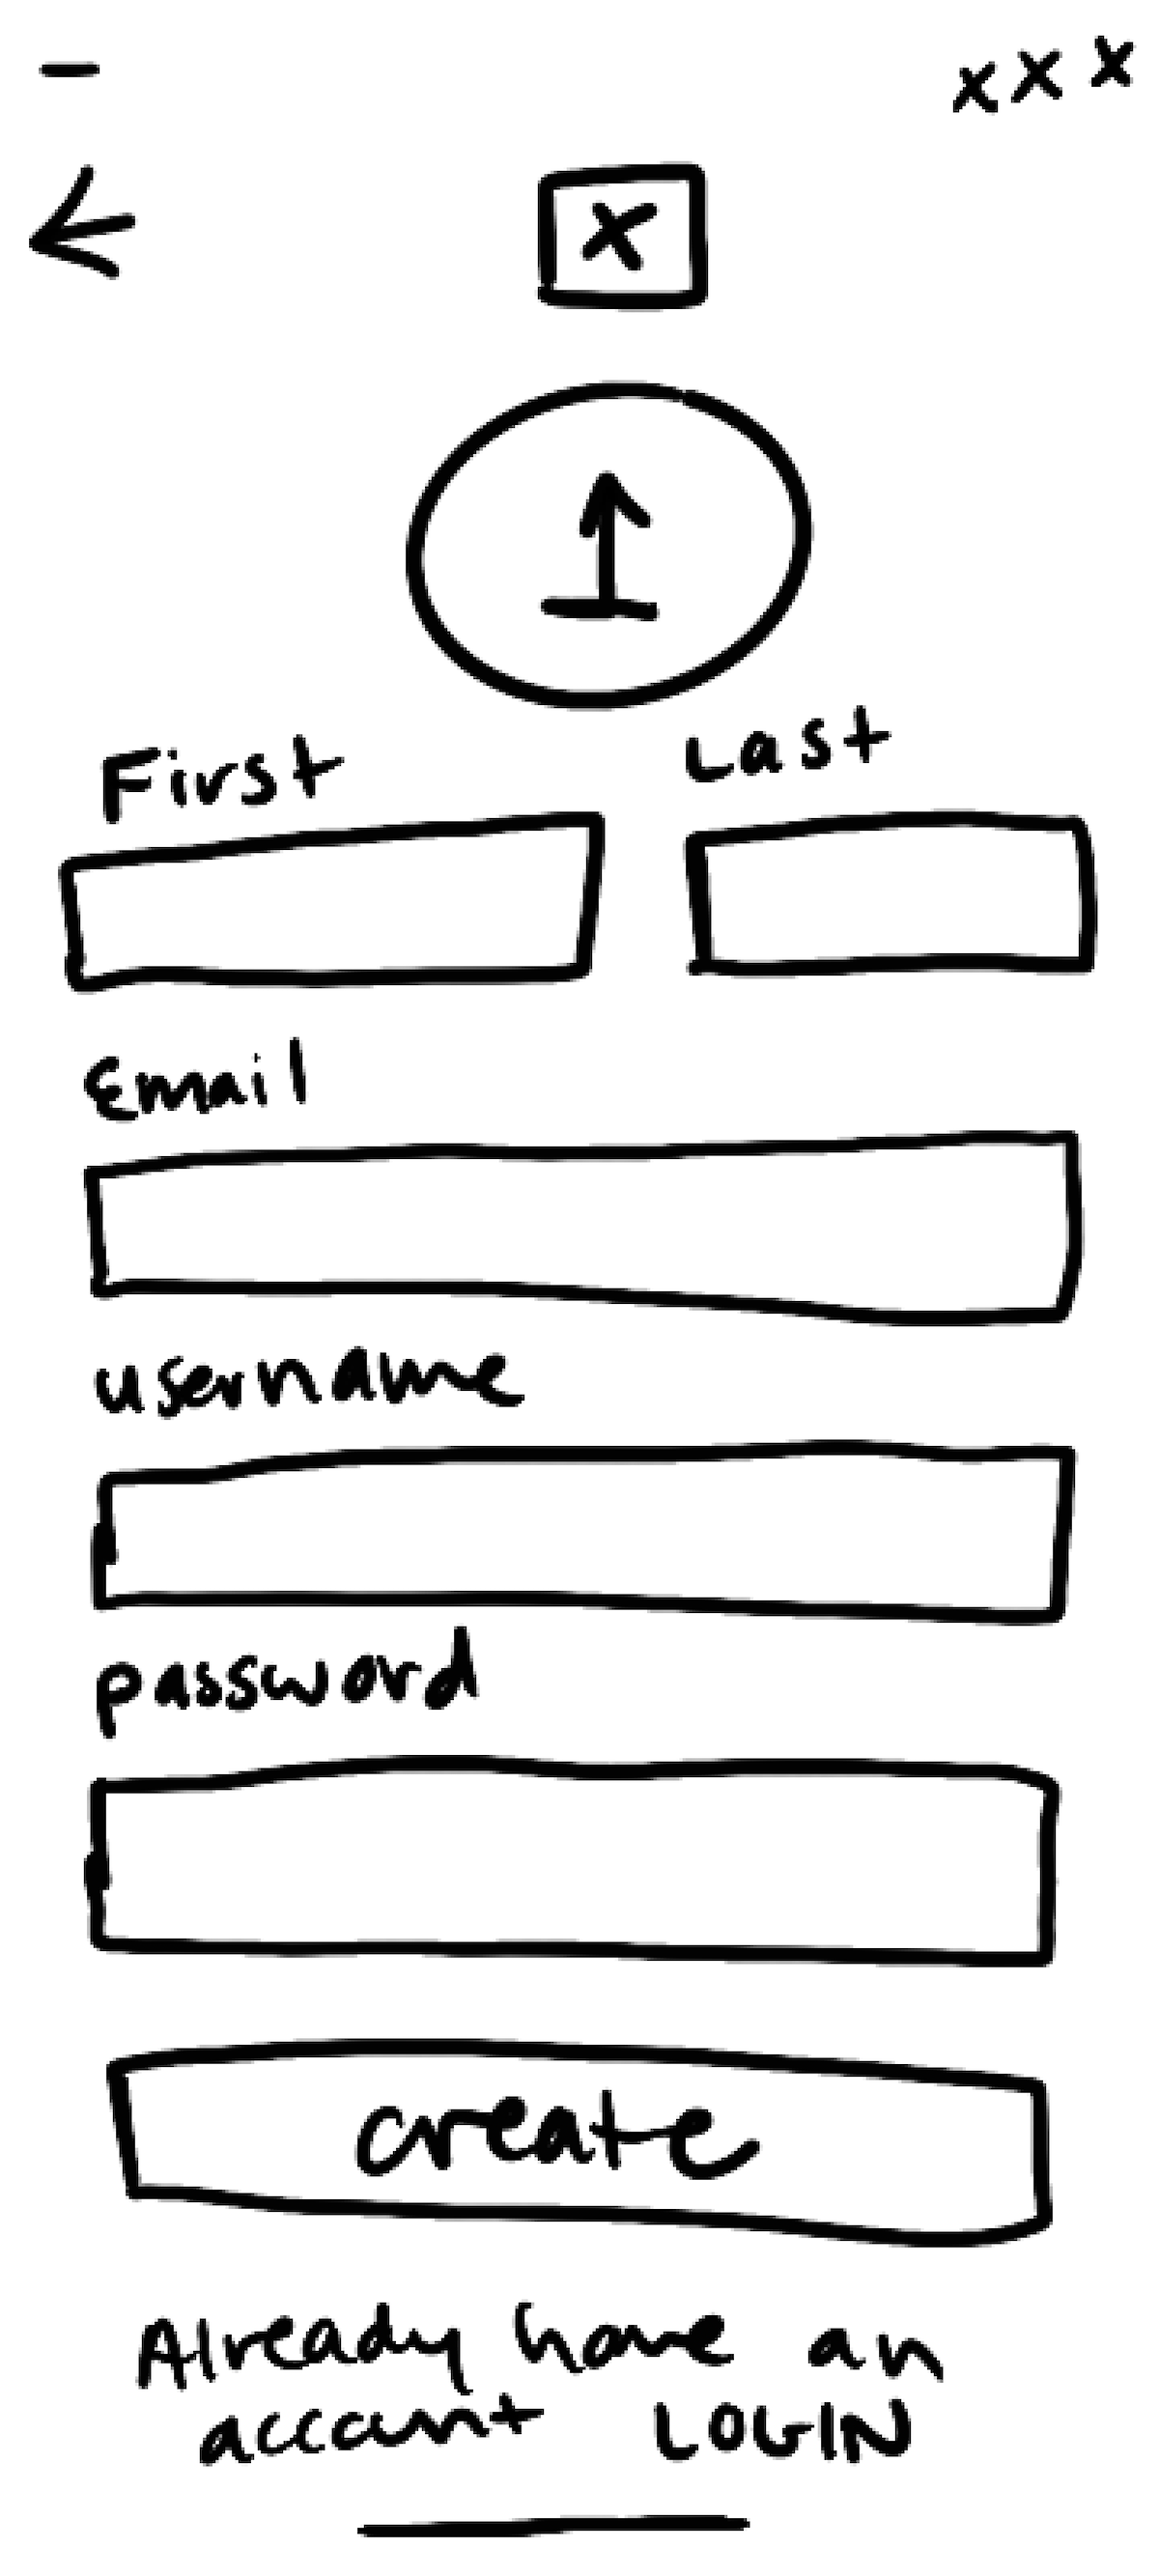 x x x
x
First Last
Email
username
password
create
Already have an
account LOGIN